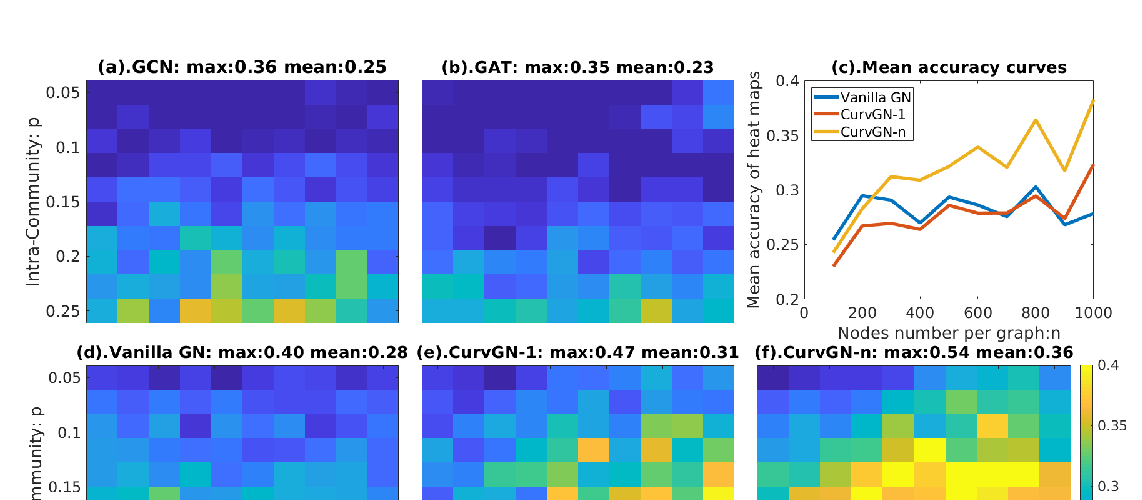 (a).GCN: max:0.36 mean:0.25
Intra-Community: p
0.05
0.1
0.15
0.2
0.25
(b).GAT: max:0.35 mean:0.23
(c).Mean accuracy curves
Mean accuracy of heat maps
0.4
0.35
0.3
0.25
0.2
Vanilla GN
CurvGN-1
CurvGN-n
0 200 400 600 800 1000
Nodes number per graph:n
(d).Vanilla GN: max:0.40 mean:0.28
mmunity: p
0.05
0.1
0.15
(e).CurvGN-1: max:0.47 mean:0.31
(f).CurvGN-n: max:0.54 mean:0.36
0.4
0.35
0.3